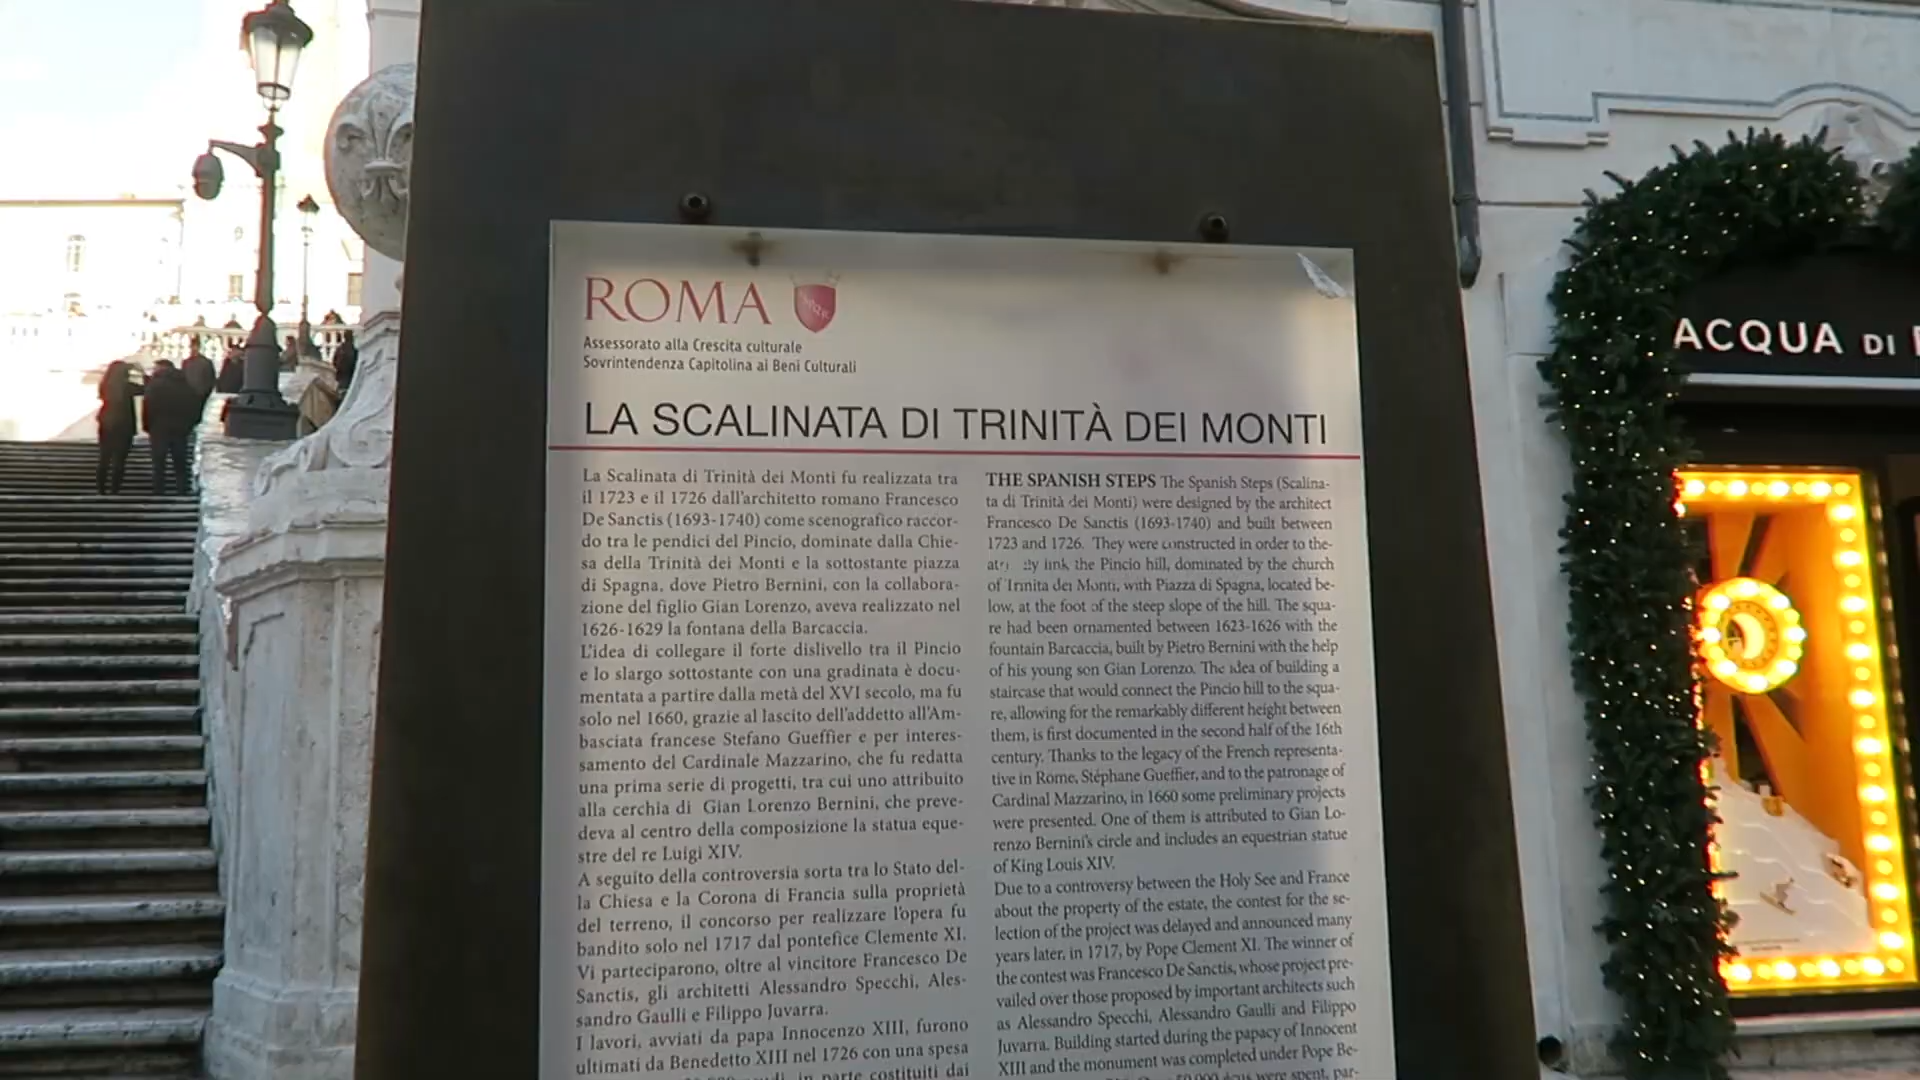 ROMA
SPQR
Assessorato alla Crescita culturale
Sovrintendenza Capitolina ai Beni Culturali
LA SCALINATA DI TRINITÀ DEI MONTI
La Scalinata di Trinità dei Monti fu realizzata tra
il 1723 e il 1726 dall'architetto romano Francesco
De Sanctis (1693-1740) come scenografico raccor-
do tra le pendici del Pincio, dominate dalla Chie-
sa della Trinità dei Monti e la sottostante piazza
di Spagna, dove Pietro Bernini, con la collabora-
zione del figlio Gian Lorenzo, aveva realizzato nel
1626-1629 la fontana della Barcaccia.
L'idea di collegare il forte dislivello tra il Pincio
e lo slargo sottostante con una gradinata è docu-
mentata a partire dalla metà del XVI secolo, ma fu
solo nel 1660, grazie al lascito dell'addetto all'Am-
basciata francese Stefano Gueffier e per interes-
samento del Cardinale Mazzarino, che fu redatta
una prima serie di progetti, tra cui uno attribuito
alla cerchia di Gian Lorenzo Bernini, che preve-
deva al centro della composizione la statua eque-
stre del re Luigi XIV.
A seguito della controversia sorta tra lo Stato del-
la Chiesa e la Corona di Francia sulla proprietà
del terreno, il concorso per realizzare l'opera fu
bandito solo nel 1717 dal pontefice Clemente XI.
Vi parteciparono, oltre al vincitore Francesco De
Sanctis, gli architetti Alessandro Specchi, Ales-
sandro Gaulli e Filippo Juvarra.
I lavori, avviati da papa Innocenzo XIII, furono
ultimati da Benedetto XIII nel 1726 con una spesa
in parte costituiti dai
THE SPANISH STEPS The Spanish Steps (Scalina-
ta di Trinità dei Monti) were designed by the architect
Francesco De Sanctis (1693-1740) and built between
1723 and 1726. They were constructed in order to the-
link the Pincio hill, dominated by the church
of Trinita dei Monti, with Piazza di Spagna, located be-
low, at the foot of the steep slope of the hill. The squa-
re had been ornamented between 1623-1626 with the
fountain Barcaccia, built by Pietro Bernini with the help
of his young son Gian Lorenzo. The idea of building a
staircase that would connect the Pincio hill to the squa-
re, allowing for the remarkably different height between
them, is first documented in the second half of the 16th
century. Thanks to the legacy of the French representa-
tive in Rome, Stéphane Gueffier, and to the patronage of
Cardinal Mazzarino, in 1660 some preliminary projects
were presented. One of them is attributed to Gian Lo-
renzo Bernini's circle and includes an equestrian statue
of King Louis XIV.
Due to a controversy between the Holy See and France
about the property of the estate, the contest for the se-
lection of the project was delayed and announced many
years later, in 1717, by Pope Clement XI. The winner of
the contest was Francesco De Sanctis, whose project pre-
vailed over those proposed by important architects such
as Alessandro Specchi, Alessandro Gaulli and Filippo
Juvarra. Building started during the papacy of Innocent
XIII and the monument was completed under Pope Be-
were spent, par-
ACQUA DI